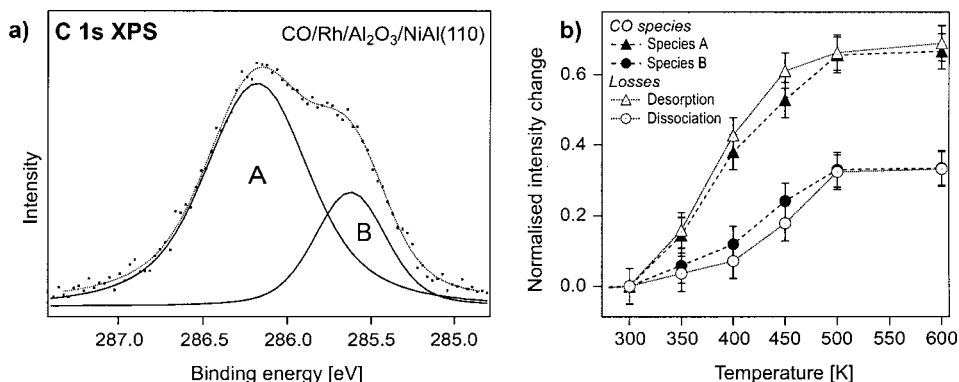 a)
C 1s XPS
CO/Rh/Al₂O₃/NiAl(110)
A
B
Intensity
287.0 286.5 286.0 285.5 285.0
Binding energy [eV]
b)
CO species
Species A
Species B
Losses
Desorption
Dissociation
Normalised intensity change
0.6
0.4
0.2
0.0
300 350 400 450 500 550 600
Temperature [K]